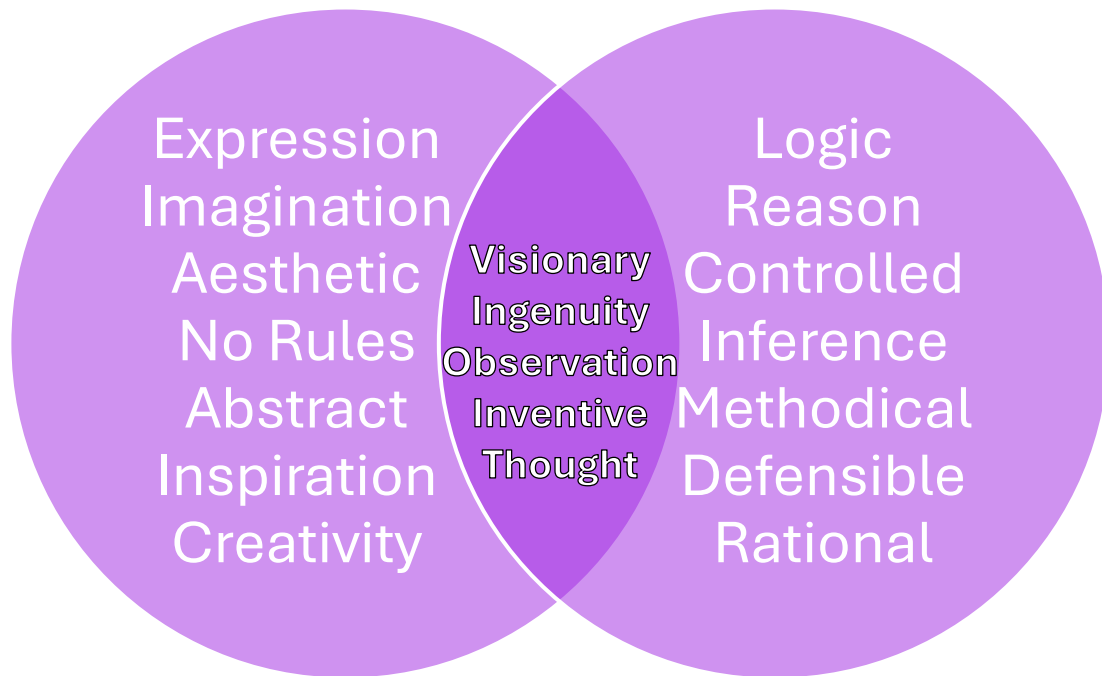 Expression
Imagination
Aesthetic
No Rules
Abstract
Inspiration
Creativity
Visionary
Ingenuity
Observation
Inventive
Thought
Logic
Reason
Controlled
Inference
Methodical
Defensible
Rational